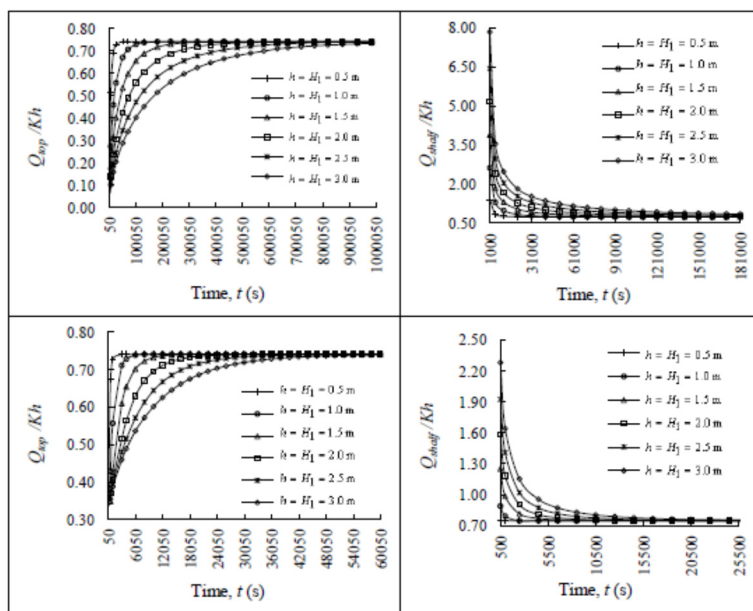 0.80
0.70
0.60
0.50
0.40
0.30
0.20
0.10
0.00
Q_top /Kh
h = H1 = 0.5 m
h = H1 = 1.0 m
h = H1 = 1.5 m
h = H1 = 2.0 m
h = H1 = 2.5 m
h = H1 = 3.0 m
50 100050 200050 300050 400050 500050 600050 700050 800050 900050 1000050
Time, t (s)
8.00
6.50
5.00
3.50
2.00
0.50
Q_shalf /Kh
h = H1 = 0.5 m
h = H1 = 1.0 m
h = H1 = 1.5 m
h = H1 = 2.0 m
h = H1 = 2.5 m
h = H1 = 3.0 m
1000 31000 61000 91000 121000 151000 181000
Time, t (s)
0.80
0.70
0.60
0.50
0.40
0.30
Q_top /Kh
h = H1 = 0.5 m
h = H1 = 1.0 m
h = H1 = 1.5 m
h = H1 = 2.0 m
h = H1 = 2.5 m
h = H1 = 3.0 m
50 6050 12050 18050 24050 30050 36050 42050 48050 54050 60050
Time, t (s)
2.50
2.20
1.90
1.60
1.30
1.00
0.70
Q_shalf /Kh
h = H1 = 0.5 m
h = H1 = 1.0 m
h = H1 = 1.5 m
h = H1 = 2.0 m
h = H1 = 2.5 m
h = H1 = 3.0 m
500 5500 10500 15500 20500 25500
Time, t (s)